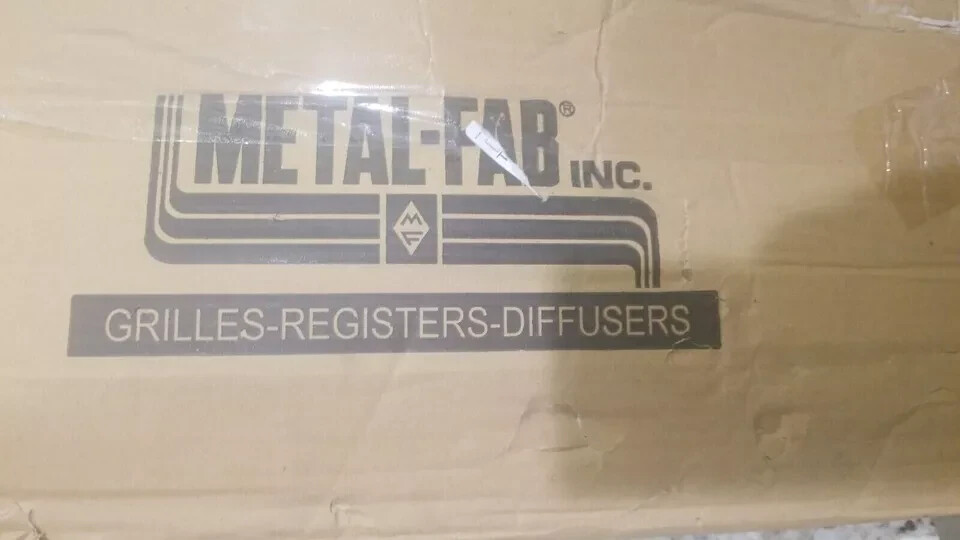 METAL-FAB® INC.
MF
GRILLES-REGISTERS-DIFFUSERS